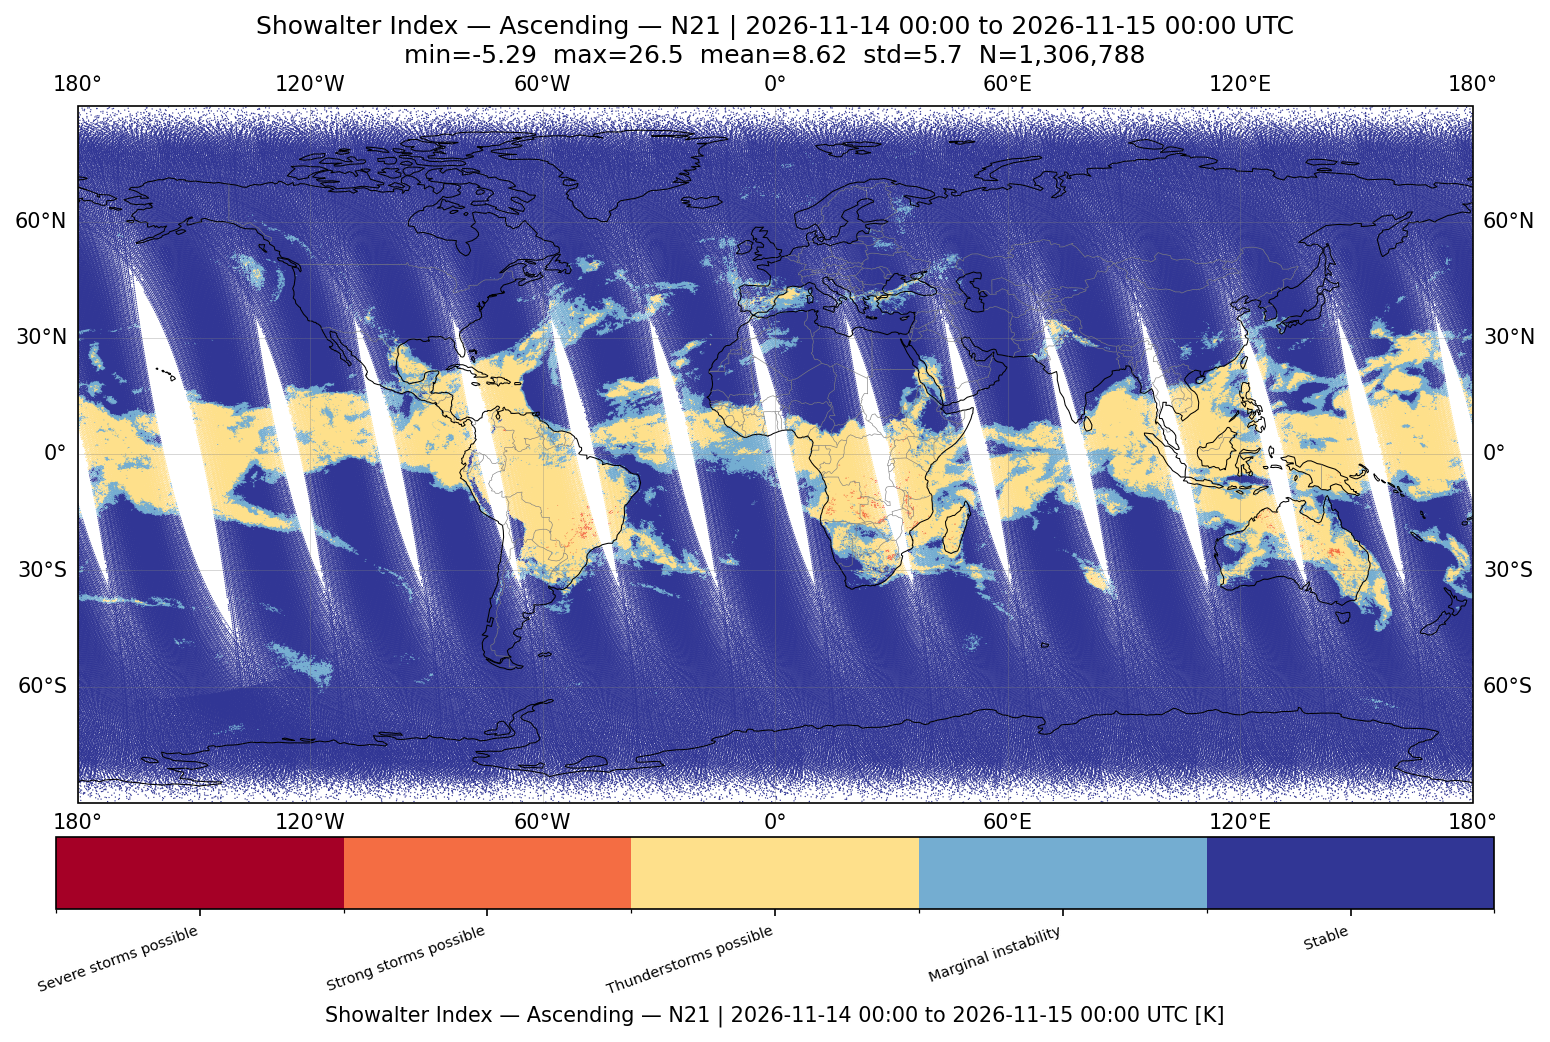 Showalter Index — Ascending — N21 | 2026-11-14 00:00 to 2026-11-15 00:00 UTC
min=-5.29 max=26.5 mean=8.62 std=5.7 N=1,306,788
180° 120°W 60°W 0° 60°E 120°E 180°
60°N 60°N
30°N 30°N
0° 0°
30°S 30°S
60°S 60°S
180° 120°W 60°W 0° 60°E 120°E 180°
Severe storms possible
Strong storms possible
Thunderstorms possible
Marginal instability
Stable
Showalter Index — Ascending — N21 | 2026-11-14 00:00 to 2026-11-15 00:00 UTC [K]